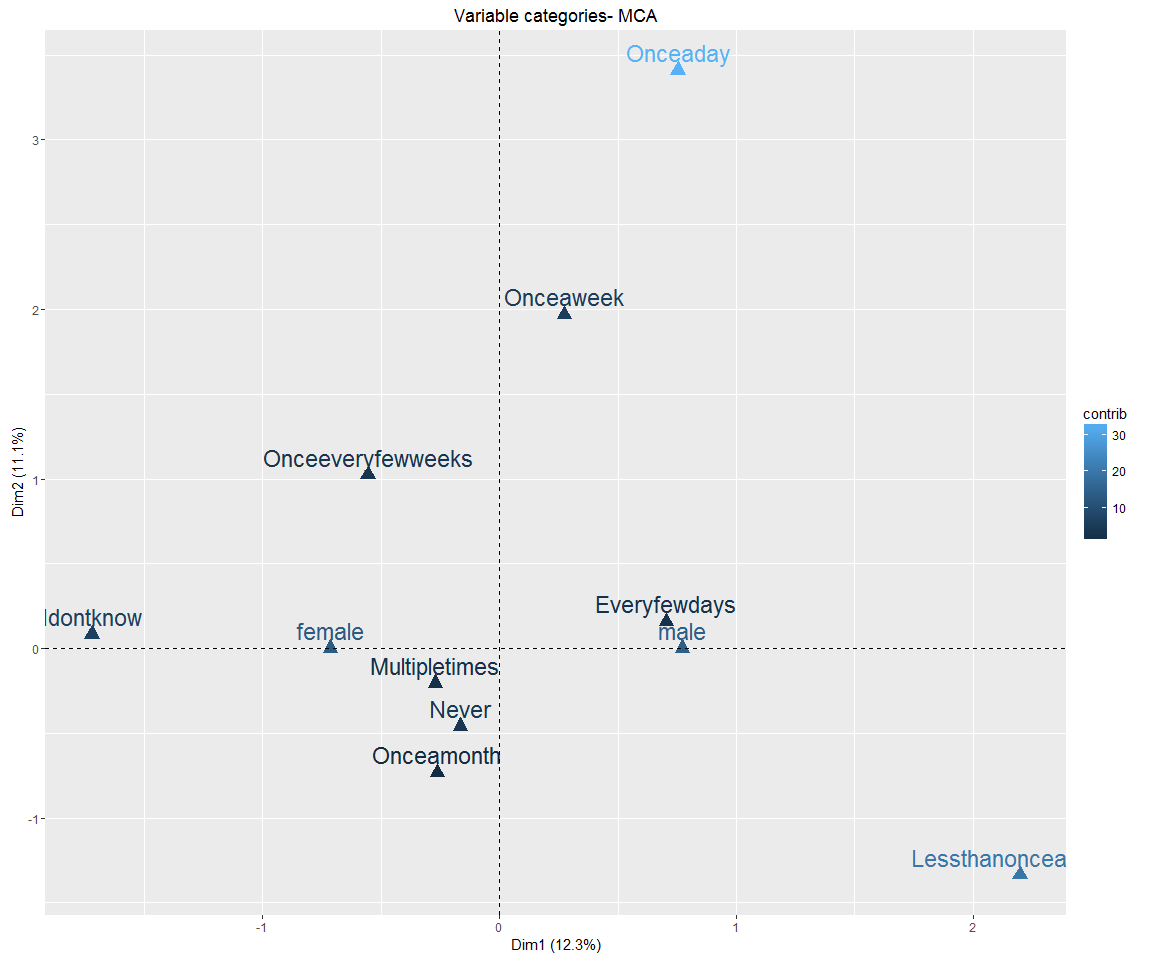 Variable categories- MCA
Onceaday
3
Onceaweek
2
contrib
30
20
10
Onceeveryfewweeks
1
Dim2 (11.1%)
Everyfewdays
Idontknow
female
male
0
Multipletimes
Never
Onceamonth
-1
Lessthanoncea
-1
0
1
2
Dim1 (12.3%)